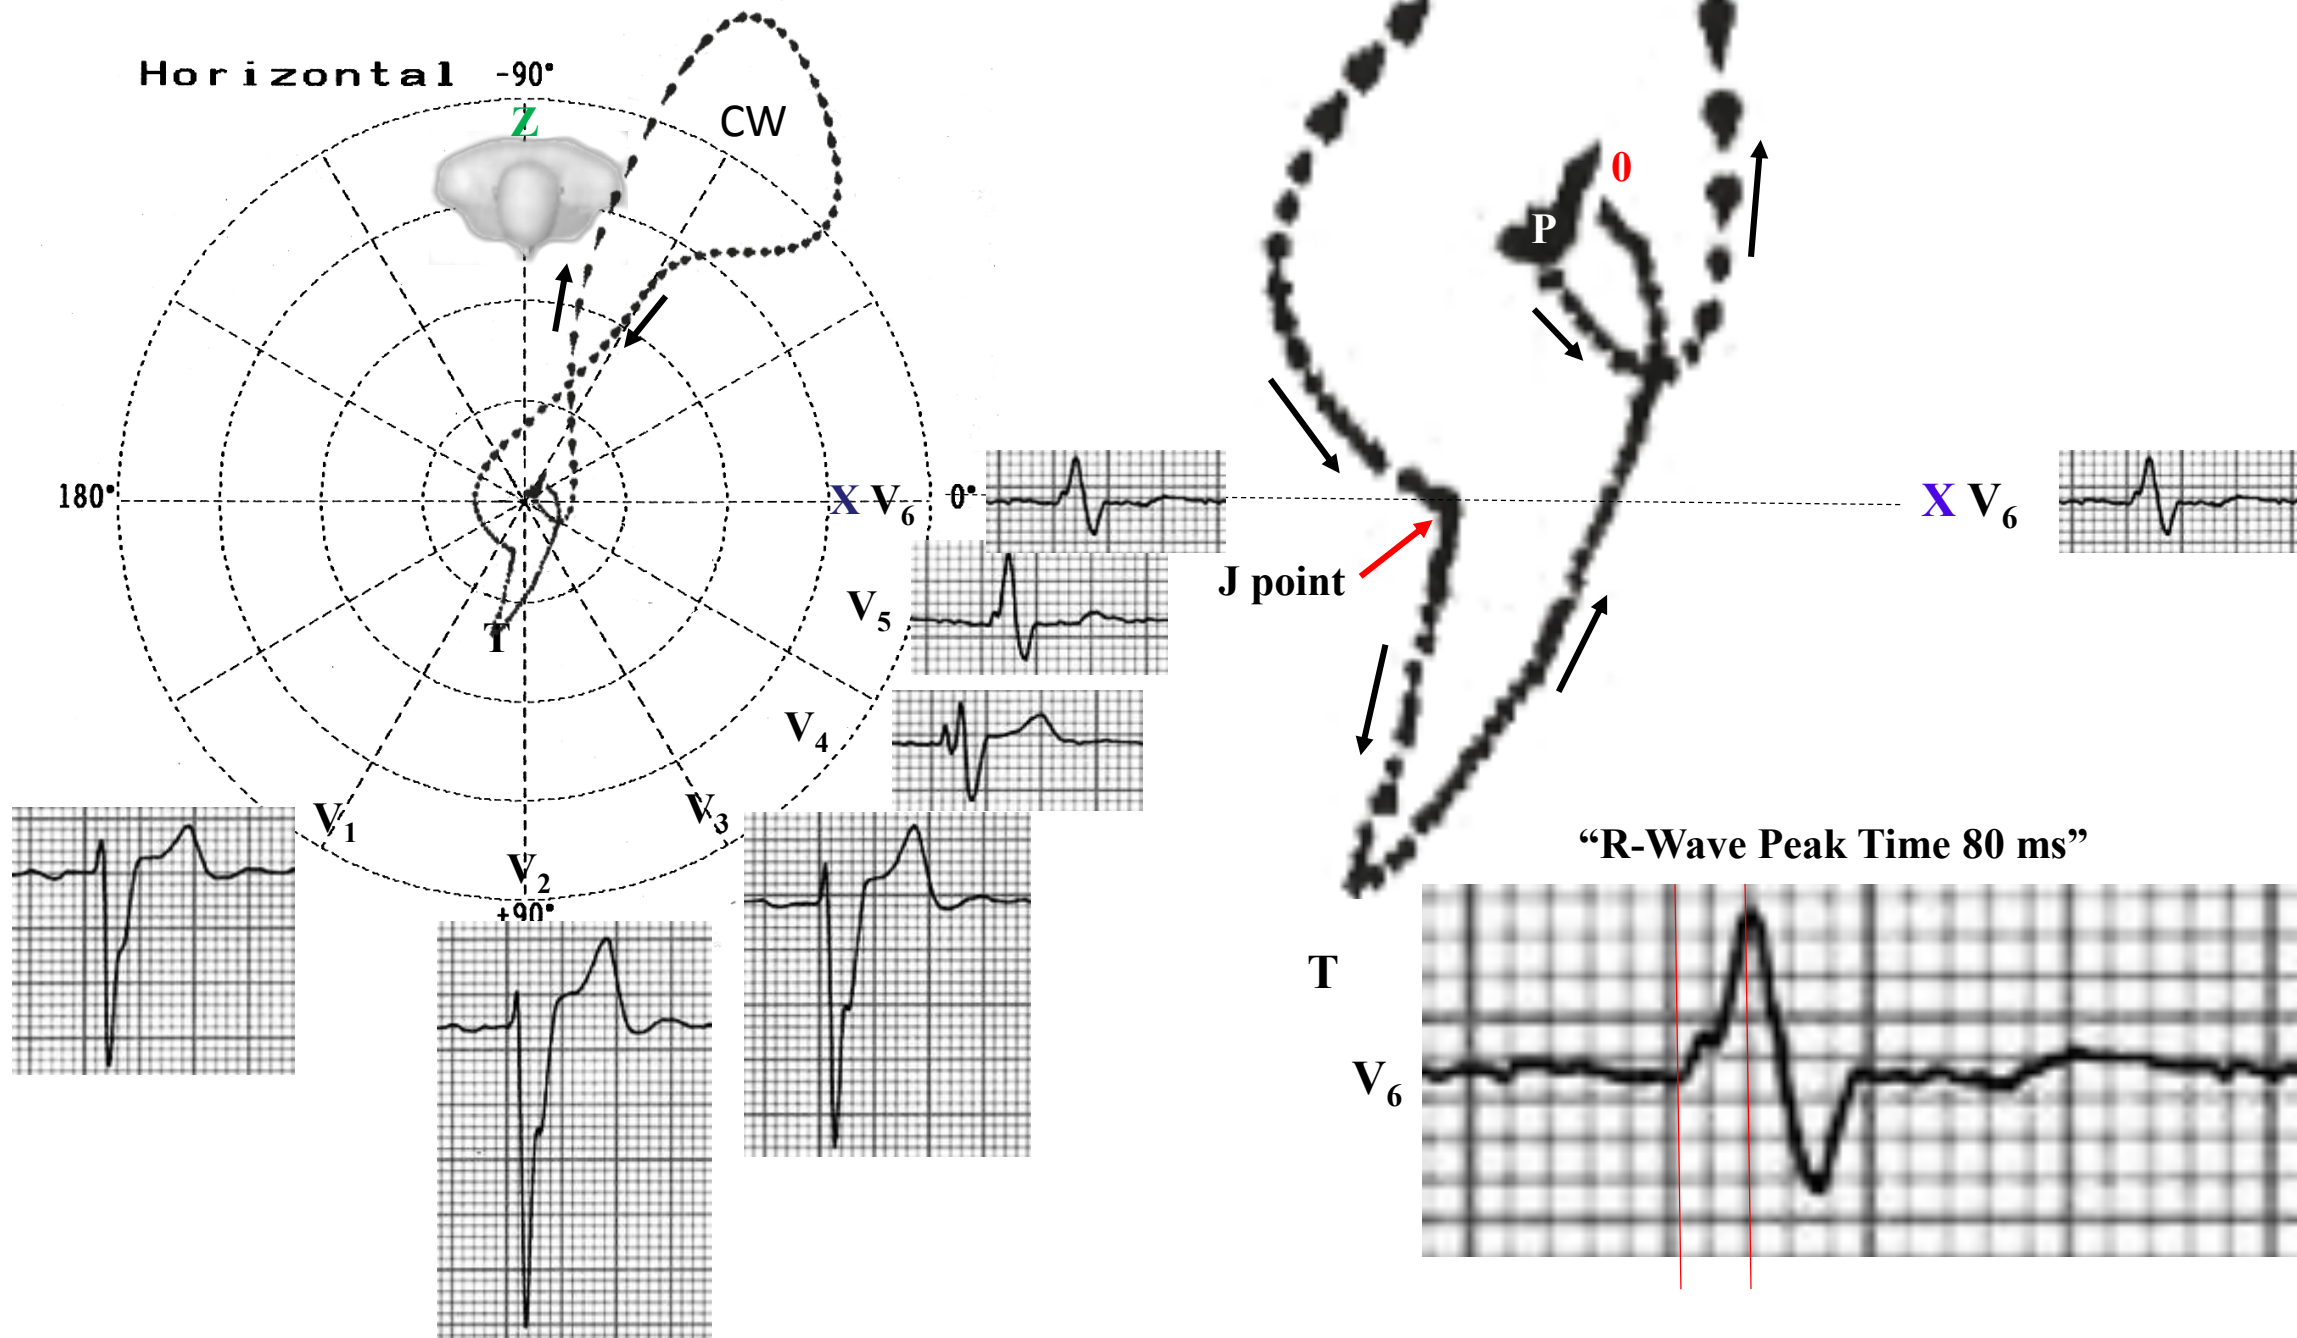 Horizontal
-90°
Z
CW
180°
X V6
0°
V5
V4
V3
V2
V1
+90°
T
0
P
J point
X V6
“R-Wave Peak Time 80 ms”
T
V6